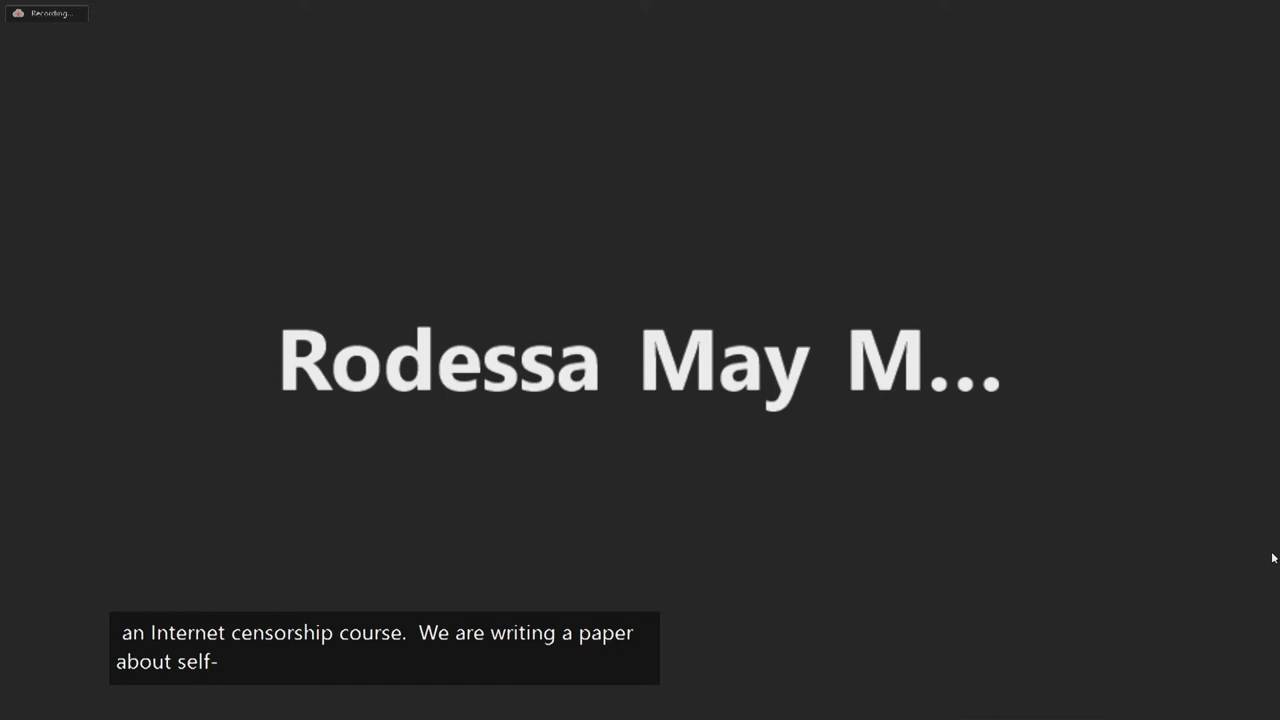 Recording...
Rodessa May M...
an Internet censorship course. We are writing a paper
about self-